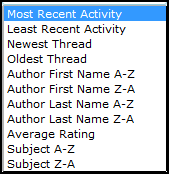 Most Recent Activity
Least Recent Activity
Newest Thread
Oldest Thread
Author First Name A-Z
Author First Name Z-A
Author Last Name A-Z
Author Last Name Z-A
Average Rating
Subject A-Z
Subject Z-A